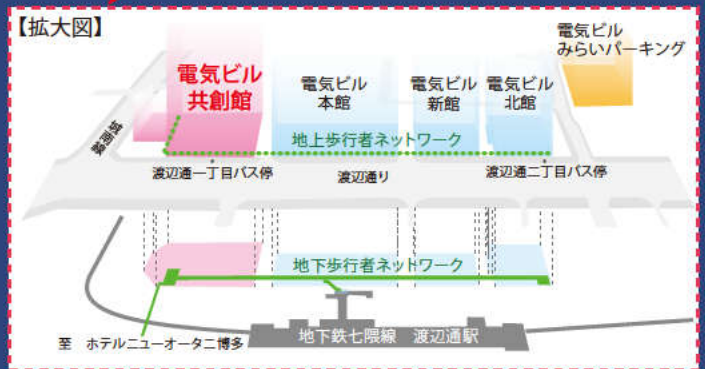 【拡大図】
電気ビル
みらいパーキング
電気ビル
共創館
電気ビル
本館
電気ビル
新館
電気ビル
北館
城南線
地上歩行者ネットワーク
渡辺通一丁目バス停
渡辺通り
渡辺通二丁目バス停
地下歩行者ネットワーク
至 ホテルニューオータニ博多
地下鉄七隈線 渡辺通駅